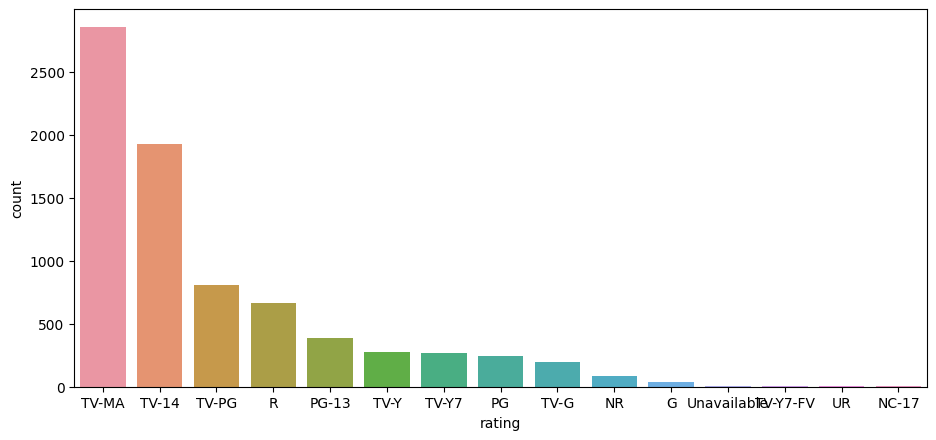 2500
2000
1500
1000
500
0
count
TV-MA TV-14 TV-PG R PG-13 TV-Y TV-Y7 PG TV-G NR G Unavailable TV-Y7-FV UR NC-17
rating